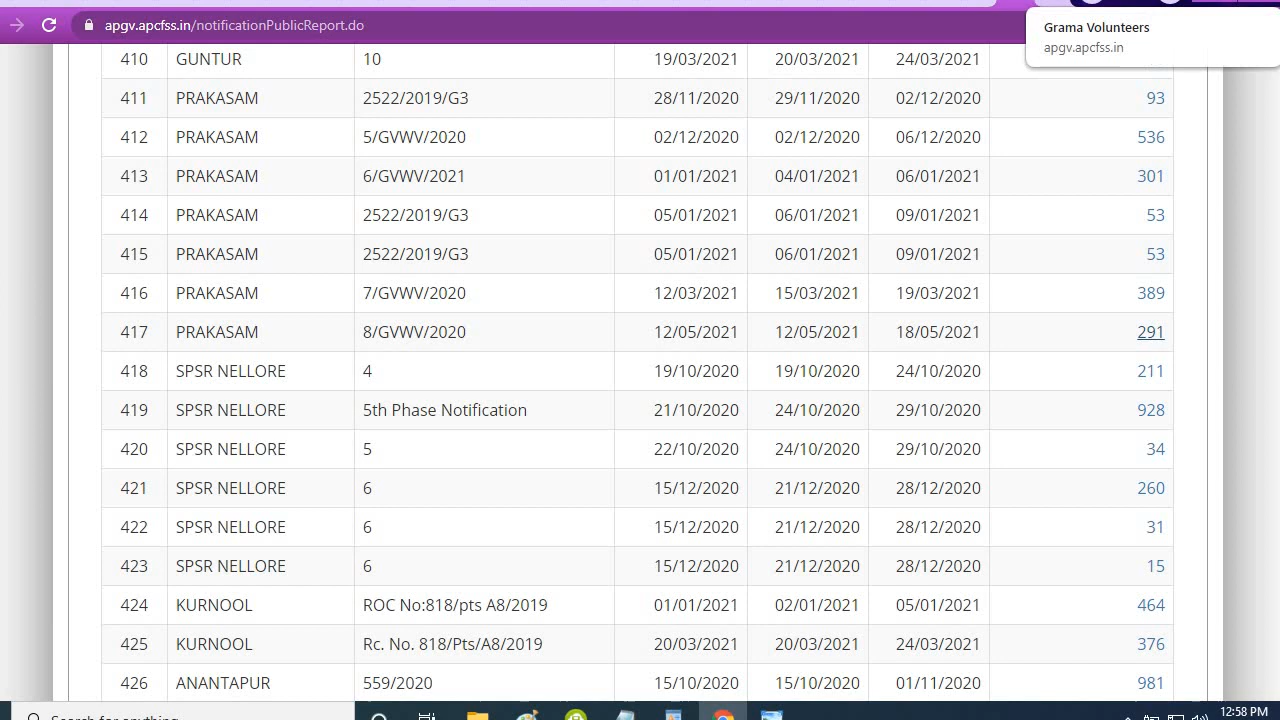 apgv.apcfss.in/notificationPublicReport.do
Grama Volunteers
apgv.apcfss.in
410 GUNTUR 10 19/03/2021 20/03/2021 24/03/2021
411 PRAKASAM 2522/2019/G3 28/11/2020 29/11/2020 02/12/2020 93
412 PRAKASAM 5/GVWV/2020 02/12/2020 02/12/2020 06/12/2020 536
413 PRAKASAM 6/GVWV/2021 01/01/2021 04/01/2021 06/01/2021 301
414 PRAKASAM 2522/2019/G3 05/01/2021 06/01/2021 09/01/2021 53
415 PRAKASAM 2522/2019/G3 05/01/2021 06/01/2021 09/01/2021 53
416 PRAKASAM 7/GVWV/2020 12/03/2021 15/03/2021 19/03/2021 389
417 PRAKASAM 8/GVWV/2020 12/05/2021 12/05/2021 18/05/2021 291
418 SPSR NELLORE 4 19/10/2020 19/10/2020 24/10/2020 211
419 SPSR NELLORE 5th Phase Notification 21/10/2020 24/10/2020 29/10/2020 928
420 SPSR NELLORE 5 22/10/2020 24/10/2020 29/10/2020 34
421 SPSR NELLORE 6 15/12/2020 21/12/2020 28/12/2020 260
422 SPSR NELLORE 6 15/12/2020 21/12/2020 28/12/2020 31
423 SPSR NELLORE 6 15/12/2020 21/12/2020 28/12/2020 15
424 KURNOOL ROC No:818/pts A8/2019 01/01/2021 02/01/2021 05/01/2021 464
425 KURNOOL Rc. No. 818/Pts/A8/2019 20/03/2021 20/03/2021 24/03/2021 376
426 ANANTAPUR 559/2020 15/10/2020 15/10/2020 01/11/2020 981
Search for anything
12:58 PM